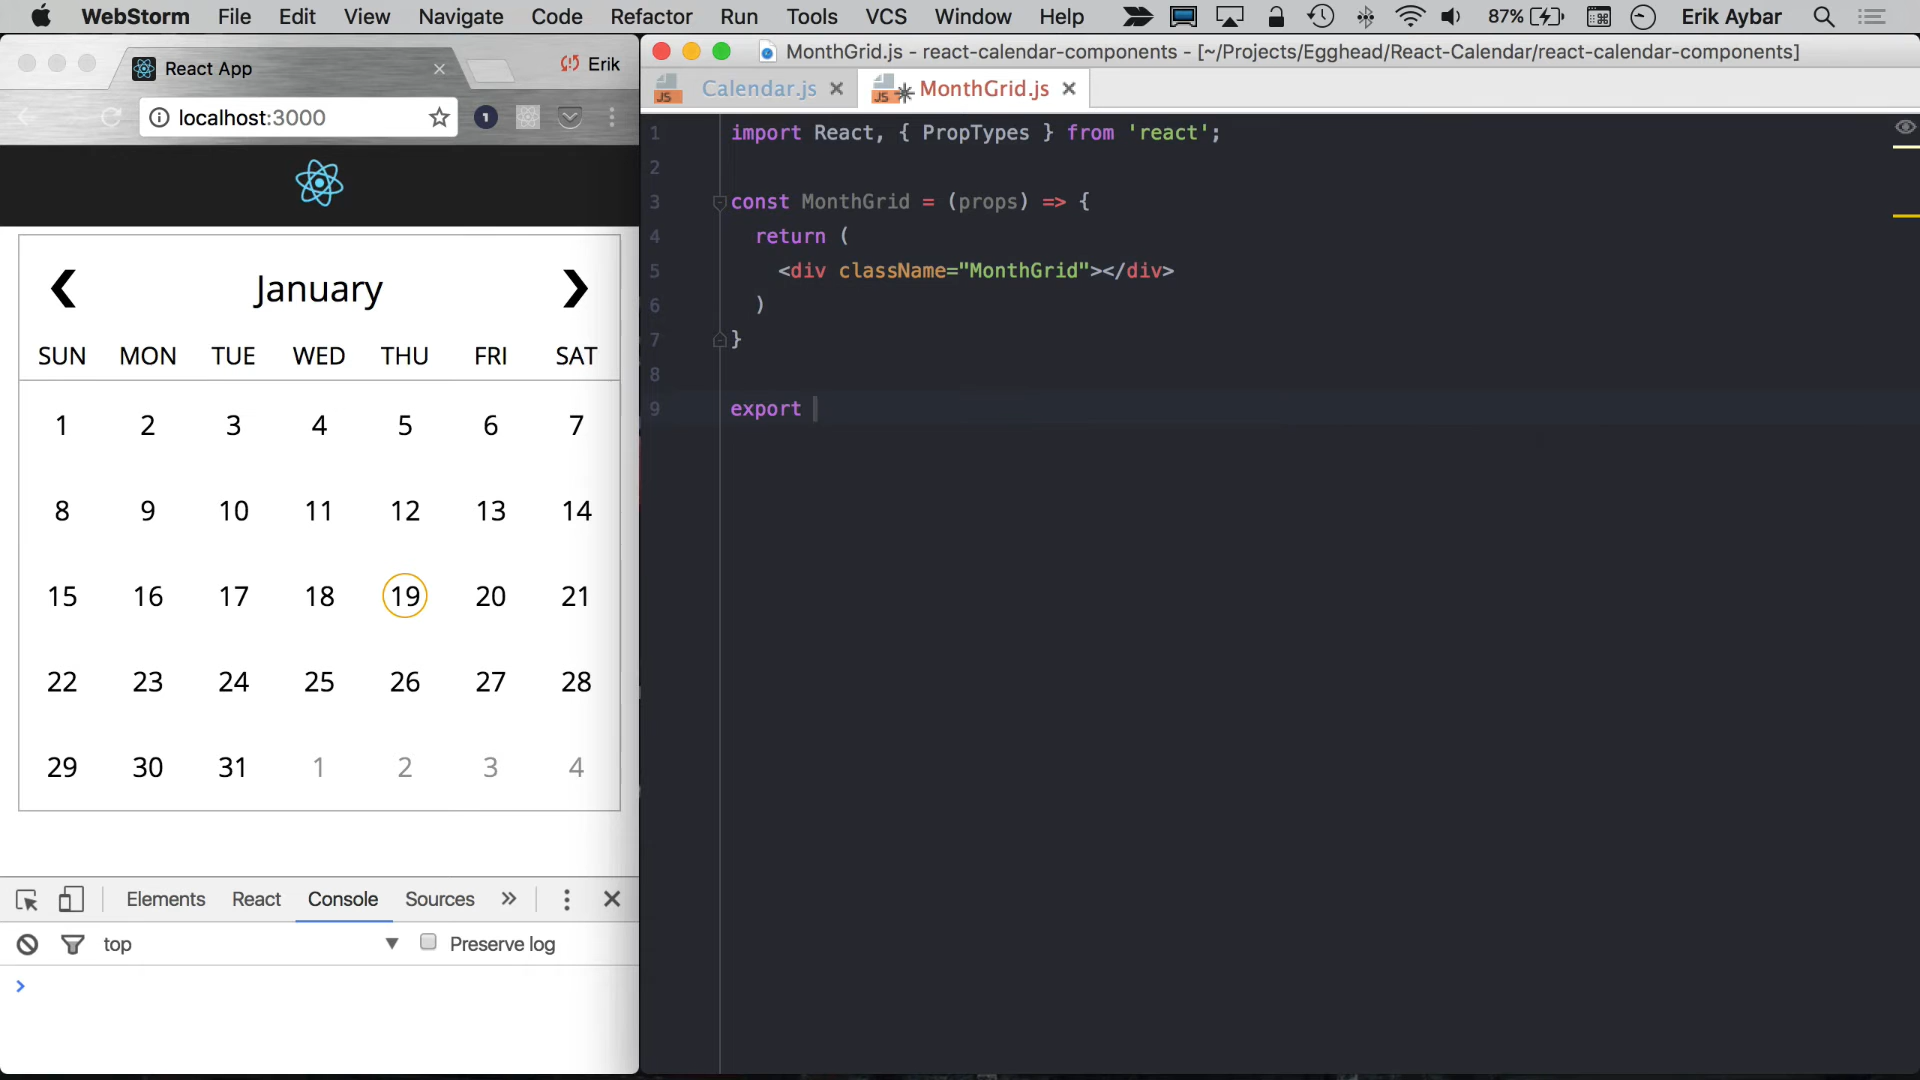 WebStorm File Edit View Navigate Code Refactor Run Tools VCS Window Help 87% Erik Aybar
React App Erik
MonthGrid.js - react-calendar-components - [~/Projects/Egghead/React-Calendar/react-calendar-components]
JS Calendar.js JS MonthGrid.js
localhost:3000 1
January
SUN MON TUE WED THU FRI SAT
1 2 3 4 5 6 7
8 9 10 11 12 13 14
15 16 17 18 19 20 21
22 23 24 25 26 27 28
29 30 31 1 2 3 4
Elements React Console Sources
top Preserve log
1 import React, { PropTypes } from 'react';
2
3 const MonthGrid = (props) => {
4 return (
5 <div className="MonthGrid"></div>
6 )
7 }
8
9 export